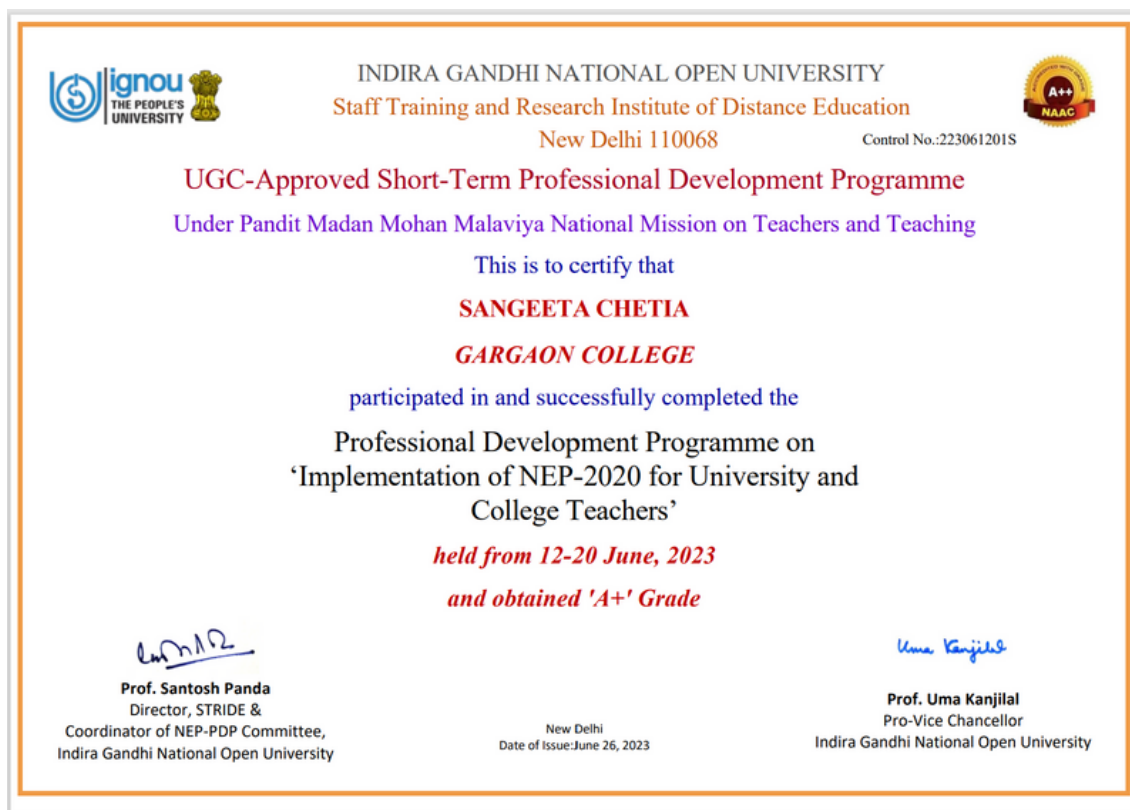 ignou
THE PEOPLE'S
UNIVERSITY
INDIRA GANDHI NATIONAL OPEN UNIVERSITY
Staff Training and Research Institute of Distance Education
New Delhi 110068
Control No.:223061201S
ACCREDITED WITH GRADE
A++
NAAC
UGC-Approved Short-Term Professional Development Programme
Under Pandit Madan Mohan Malaviya National Mission on Teachers and Teaching
This is to certify that
SANGEETA CHETIA
GARGAON COLLEGE
participated in and successfully completed the
Professional Development Programme on
‘Implementation of NEP-2020 for University and
College Teachers’
held from 12-20 June, 2023
and obtained 'A+' Grade
Prof. Santosh Panda
Director, STRIDE &
Coordinator of NEP-PDP Committee,
Indira Gandhi National Open University
New Delhi
Date of Issue:June 26, 2023
Uma Kanjilal
Prof. Uma Kanjilal
Pro-Vice Chancellor
Indira Gandhi National Open University